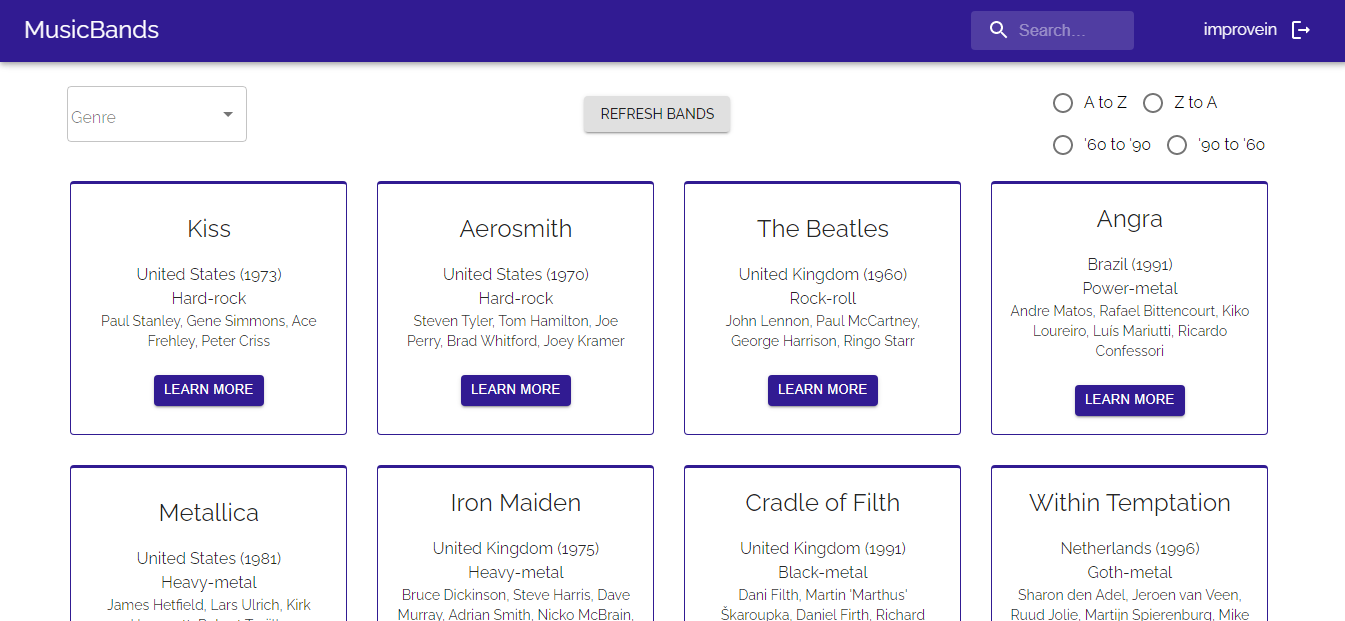 MusicBands
Search...
improvein
Genre
REFRESH BANDS
A to Z
Z to A
'60 to '90
'90 to '60
Kiss
United States (1973)
Hard-rock
Paul Stanley, Gene Simmons, Ace
Frehley, Peter Criss
LEARN MORE
Aerosmith
United States (1970)
Hard-rock
Steven Tyler, Tom Hamilton, Joe
Perry, Brad Whitford, Joey Kramer
LEARN MORE
The Beatles
United Kingdom (1960)
Rock-roll
John Lennon, Paul McCartney,
George Harrison, Ringo Starr
LEARN MORE
Angra
Brazil (1991)
Power-metal
Andre Matos, Rafael Bittencourt, Kiko
Loureiro, Luís Mariutti, Ricardo
Confessori
LEARN MORE
Metallica
United States (1981)
Heavy-metal
James Hetfield, Lars Ulrich, Kirk
Iron Maiden
United Kingdom (1975)
Heavy-metal
Bruce Dickinson, Steve Harris, Dave
Murray, Adrian Smith, Nicko McBrain,
Cradle of Filth
United Kingdom (1991)
Black-metal
Dani Filth, Martin 'Marthus'
Škaroupka, Daniel Firth, Richard
Within Temptation
Netherlands (1996)
Goth-metal
Sharon den Adel, Jeroen van Veen,
Ruud Jolie, Martijn Spierenburg, Mike